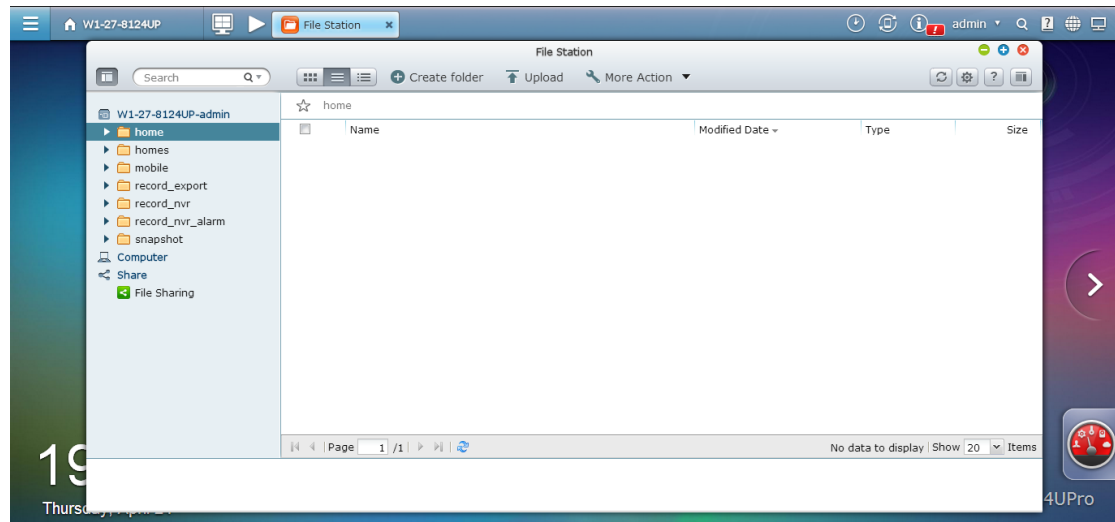 W1-27-8124UP File Station admin
File Station
Search Create folder Upload More Action
W1-27-8124UP-admin
home
homes
mobile
record_export
record_nvr
record_nvr_alarm
snapshot
Computer
Share
File Sharing
home
Name Modified Date Type Size
Page 1 /1 No data to display Show 20 Items
19
4UPro